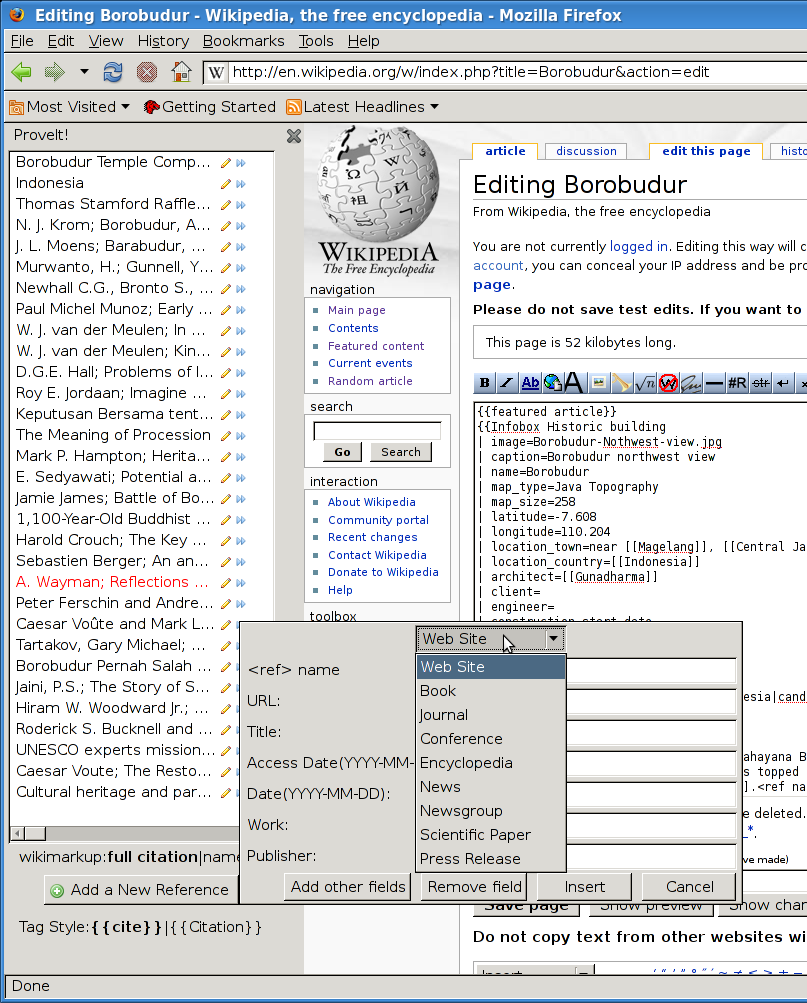 Editing Borobudur - Wikipedia, the free encyclopedia - Mozilla Firefox
File Edit View History Bookmarks Tools Help
W http://en.wikipedia.org/w/index.php?title=Borobudur&action=edit
Most Visited Getting Started Latest Headlines
ProveIt!
Borobudur Temple Comp...
Indonesia
Thomas Stamford Raffle...
N. J. Krom; Borobudur, A...
J. L. Moens; Barabudur, ...
Murwanto, H.; Gunnell, Y...
Newhall C.G., Bronto S., ...
Paul Michel Munoz; Early ...
W. J. van der Meulen; In ...
W. J. van der Meulen; Kin...
D.G.E. Hall; Problems of I...
Roy E. Jordaan; Imagine ...
Keputusan Bersama tent...
The Meaning of Procession
Mark P. Hampton; Herita...
E. Sedyawati; Potential a...
Jamie James; Battle of Bo...
1,100-Year-Old Buddhist ...
Harold Crouch; The Key ...
Sebastian Berger; An an...
A. Wayman; Reflections ...
Peter Ferschin and Andre...
Caesar Voûte and Mark L...
Tartakov, Gary Michael; ...
Borobudur Pernah Salah ...
Jaini, P.S.; The Story of S...
Hiram W. Woodward Jr.; ...
Roderick S. Bucknell and ...
UNESCO experts mission...
Caesar Voute; The Resto...
Cultural heritage and par...
wikimarkup:full citation|name
Add a New Reference
Tag Style:{{cite}}|{{Citation}}
WIKIPEDIA
The Free Encyclopedia
navigation
Main page
Contents
Featured content
Current events
Random article
search
Go Search
interaction
About Wikipedia
Community portal
Recent changes
Contact Wikipedia
Donate to Wikipedia
Help
toolbox
article discussion edit this page histo
Editing Borobudur
From Wikipedia, the free encyclopedia
You are not currently logged in. Editing this way will c
account, you can conceal your IP address and be pro
page.
Please do not save test edits. If you want to
This page is 52 kilobytes long.
B I Ab A √n W #R str
{{featured article}}
{{Infobox Historic building
| image=Borobudur-Nothwest-view.jpg
| caption=Borobudur northwest view
| name=Borobudur
| map_type=Java Topography
| map_size=258
| latitude=-7.608
| longitude=110.204
| location_town=near [[Magelang]], [[Central Ja
| location_country=[[Indonesia]]
| architect=[[Gunadharma]]
| client=
| engineer=
| construction_start_date
esia|cand
ahayana B
s topped
].<ref na
e deleted.
*.
ve made)
Web Site
<ref> name
URL:
Title:
Access Date(YYYY-MM-
Date(YYYY-MM-DD):
Work:
Publisher:
Web Site
Book
Journal
Conference
Encyclopedia
News
Newsgroup
Scientific Paper
Press Release
Add other fields Remove field Insert Cancel
Save page Show preview Show chan
Do not copy text from other websites wi
Insert
Done